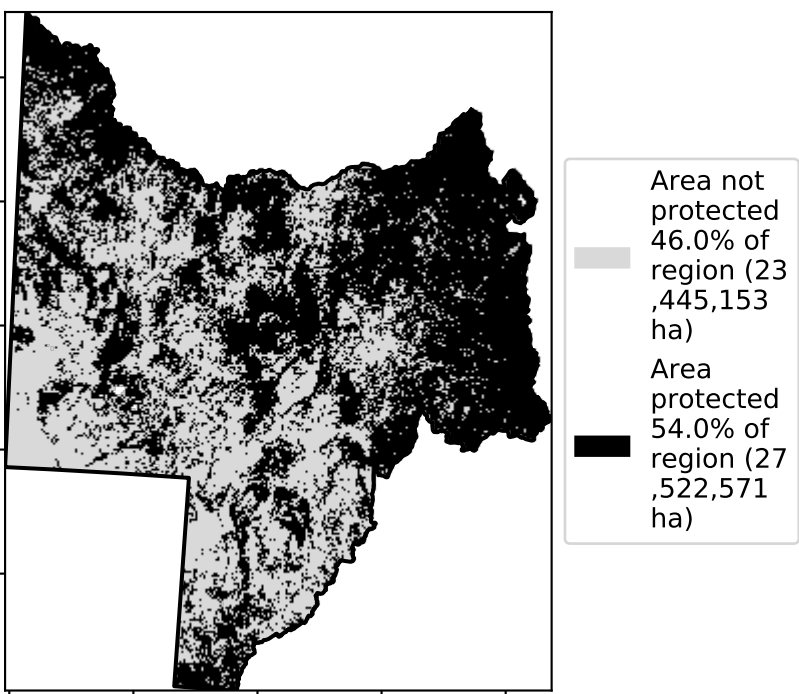 Area not
protected
46.0% of
region (23
,445,153
ha)
Area
protected
54.0% of
region (27
,522,571
ha)